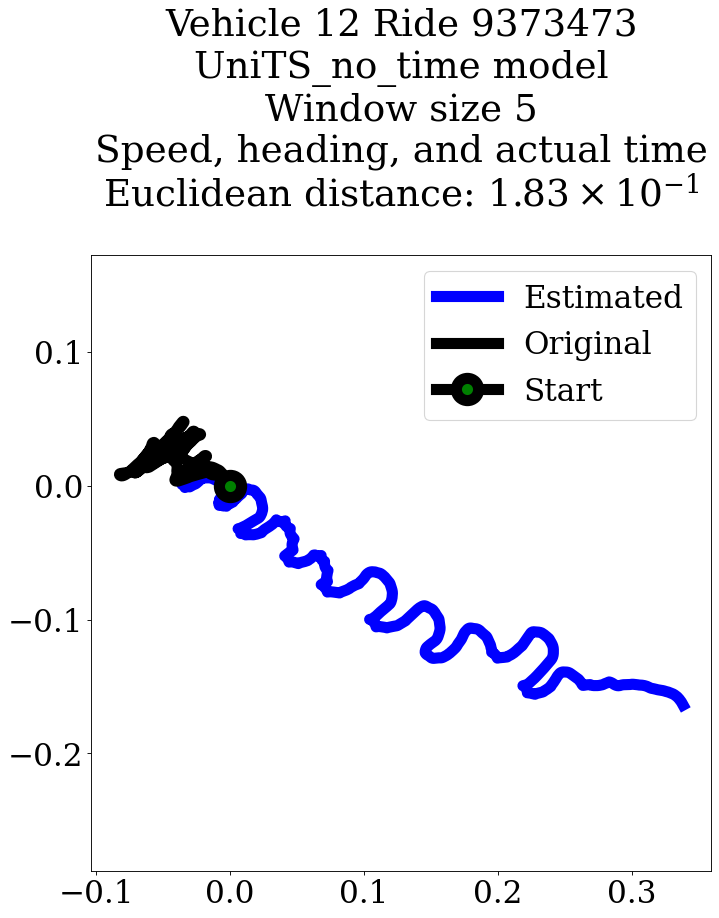 Vehicle 12 Ride 9373473
UniTS_no_time model
Window size 5
Speed, heading, and actual time
Euclidean distance: 1.83 × 10⁻¹
Estimated
Original
Start
0.1
0.0
−0.1
−0.2
−0.1 0.0 0.1 0.2 0.3